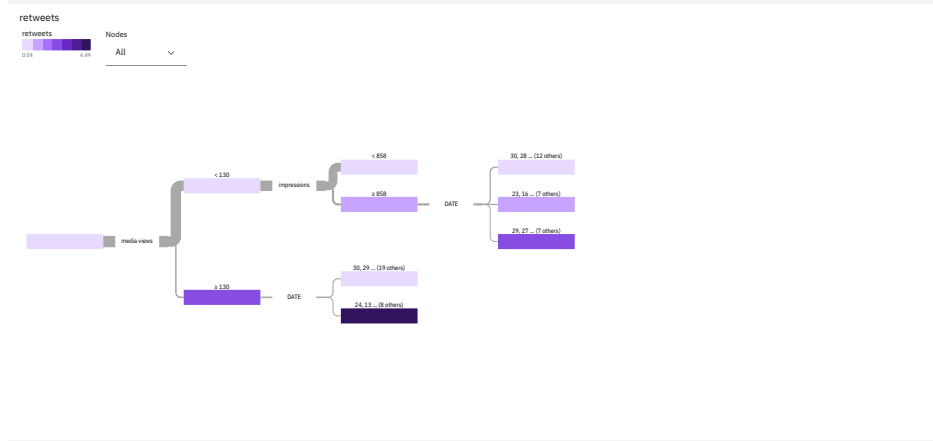 retweets
retweets
0.04 4.49
Nodes
All
media views
< 130
impressions
< 858
≥ 858
DATE
30, 28 ... (12 others)
23, 16 ... (7 others)
29, 27 ... (7 others)
≥ 130
DATE
30, 29 ... (19 others)
24, 13 ... (8 others)